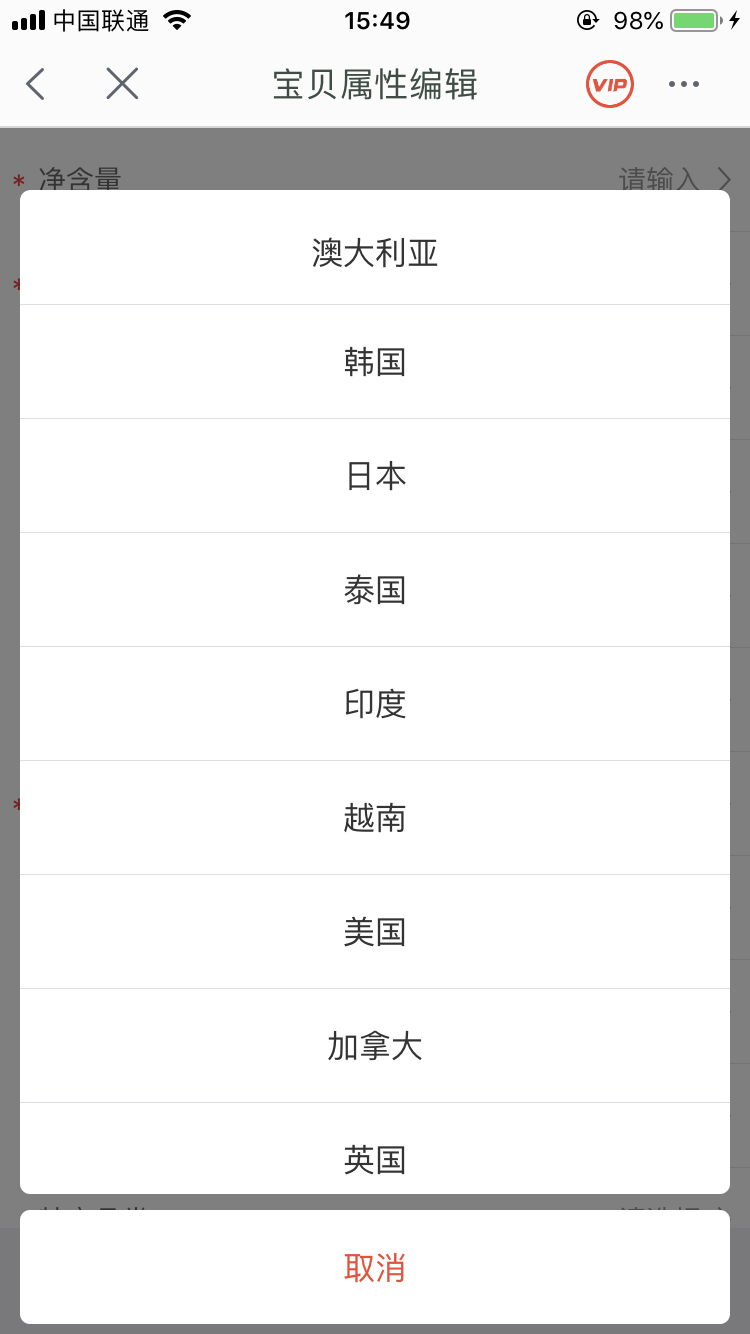 中国联通 15:49 98%
宝贝属性编辑 VIP
* 净含量 请输入
澳大利亚
*
韩国
日本
泰国
印度
越南
*
美国
加拿大
英国
取消